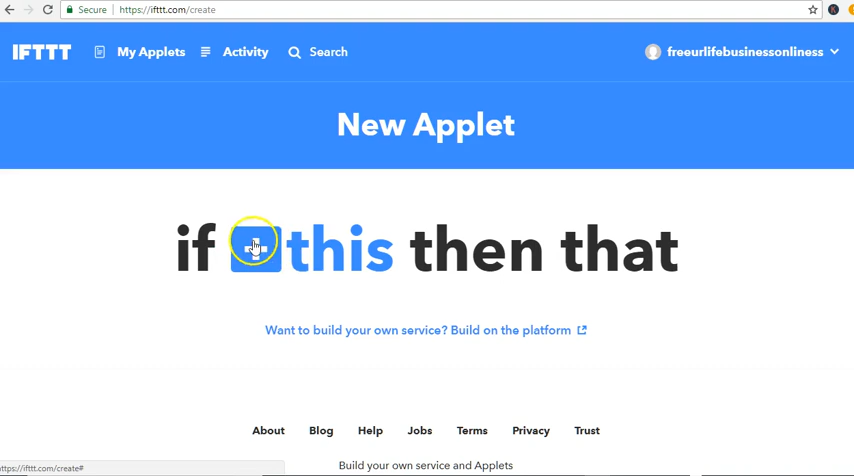 Secure https://ifttt.com/create
IFTTT My Applets Activity Search freeurlifebusinessonliness
New Applet
if this then that
Want to build your own service? Build on the platform
About Blog Help Jobs Terms Privacy Trust
Build your own service and Applets
https://ifttt.com/create#